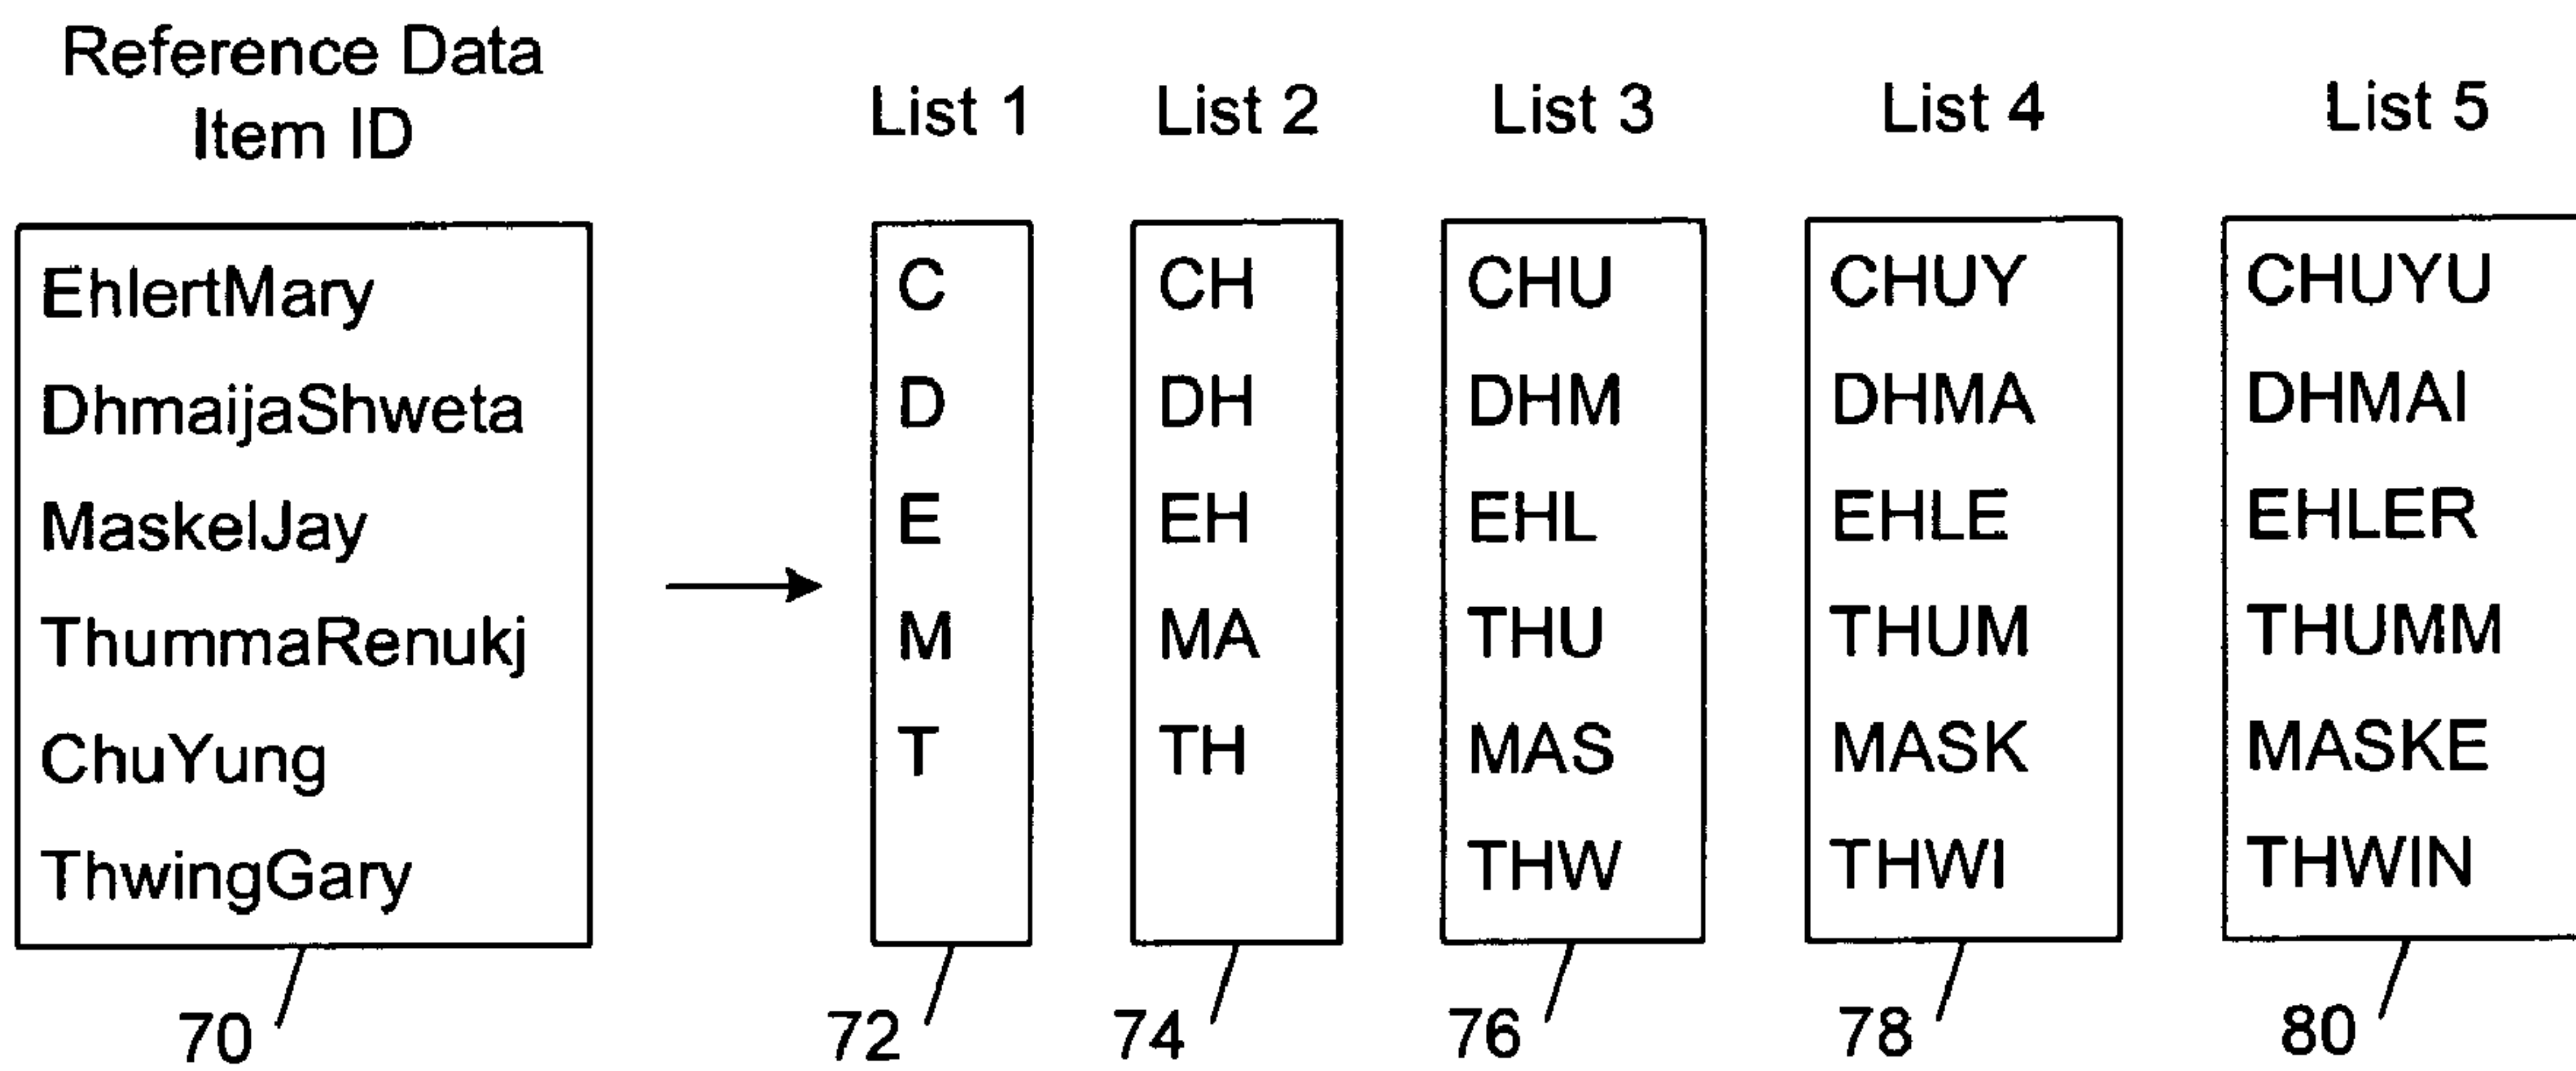 Reference Data
Item ID
List 1
List 2
List 3
List 4
List 5
EhlertMary
DhmaijaShweta
MaskelJay
ThummaRenukj
ChuYung
ThwingGary
C
D
E
M
T
CH
DH
EH
MA
TH
CHU
DHM
EHL
THU
MAS
THW
CHUY
DHMA
EHLE
THUM
MASK
THWI
CHUYU
DHMAI
EHLER
THUMM
MASKE
THWIN
70
72
74
76
78
80